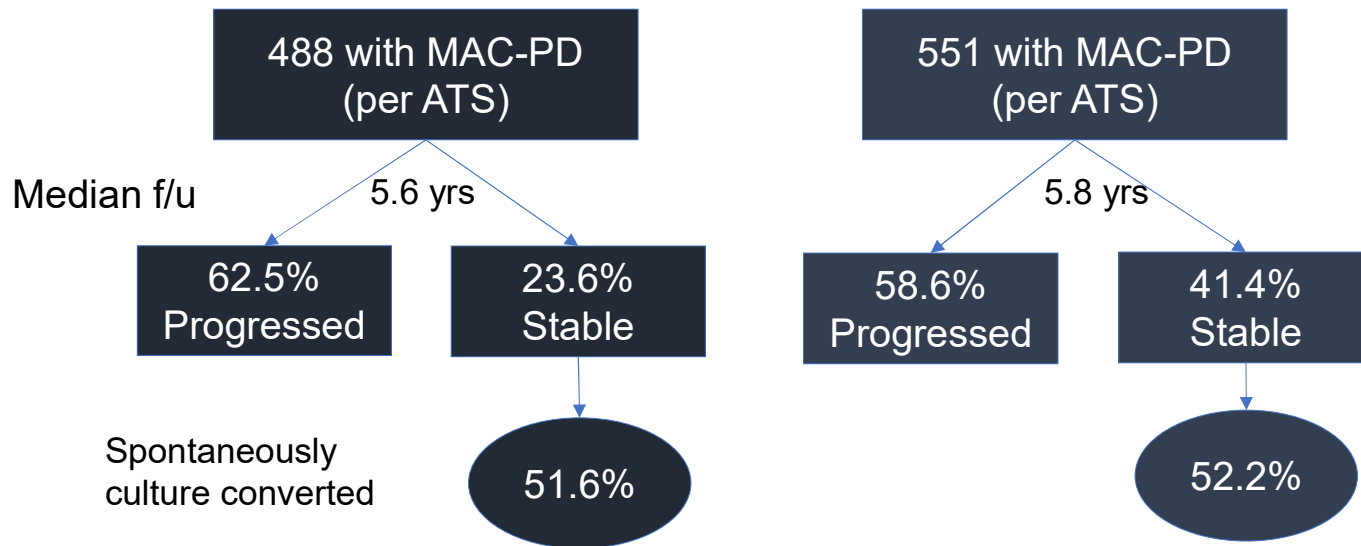 488 with MAC-PD
(per ATS)
551 with MAC-PD
(per ATS)
Median f/u
5.6 yrs
5.8 yrs
62.5%
Progressed
23.6%
Stable
58.6%
Progressed
41.4%
Stable
Spontaneously
culture converted
51.6%
52.2%